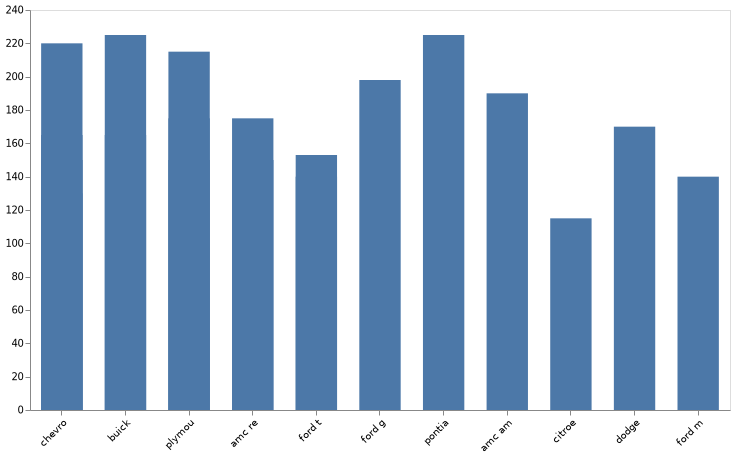 240
220
200
180
160
140
120
100
80
60
40
20
0
chevro
buick
plymou
amc re
ford t
ford g
pontia
amc am
citroe
dodge
ford m